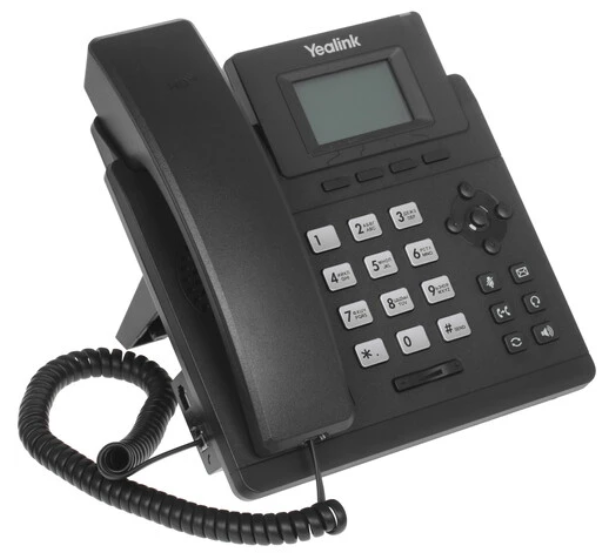 Yealink
1
2 ABC
3 DEF
4 GHI
5 JKL
6 MNO
7 PQRS
8 TUV
9 WXYZ
*.
0
# SEND